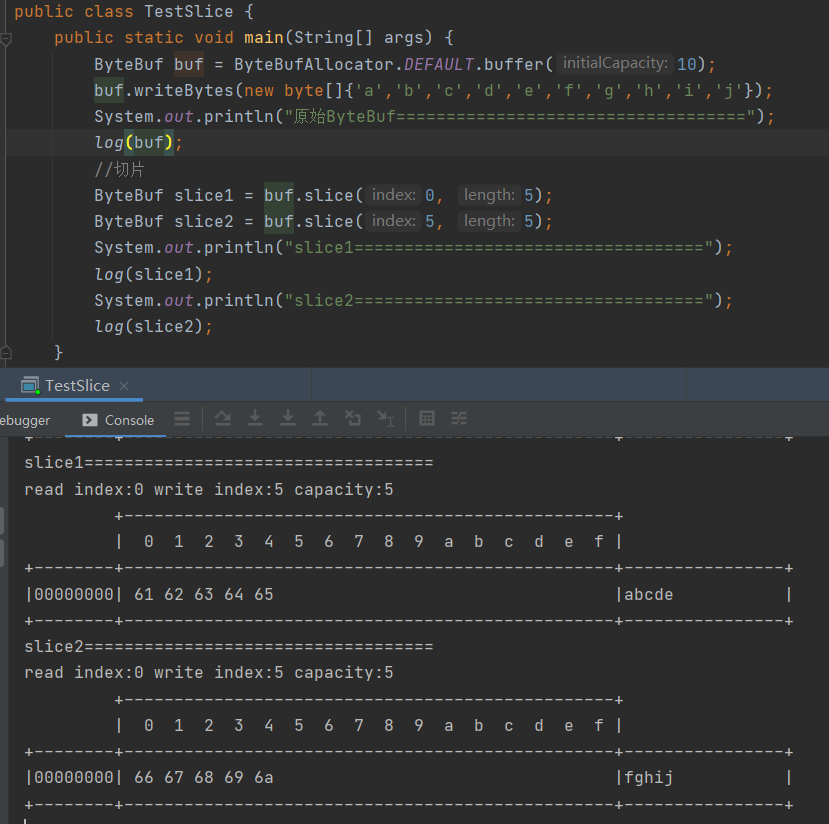 public class TestSlice {
public static void main(String[] args) {
ByteBuf buf = ByteBufAllocator.DEFAULT.buffer( initialCapacity: 10);
buf.writeBytes(new byte[]{'a','b','c','d','e','f','g','h','i','j'});
System.out.println("原始ByteBuf===================================");
log(buf);
//切片
ByteBuf slice1 = buf.slice( index: 0, length: 5);
ByteBuf slice2 = buf.slice( index: 5, length: 5);
System.out.println("slice1===================================");
log(slice1);
System.out.println("slice2===================================");
log(slice2);
}
TestSlice
ebugger Console
+--------+-------------------------------------------------+----------------+
slice1===================================
read index:0 write index:5 capacity:5
         +-------------------------------------------------+
         |  0  1  2  3  4  5  6  7  8  9  a  b  c  d  e  f |
+--------+-------------------------------------------------+----------------+
|00000000| 61 62 63 64 65                                  |abcde           |
+--------+-------------------------------------------------+----------------+
slice2===================================
read index:0 write index:5 capacity:5
         +-------------------------------------------------+
         |  0  1  2  3  4  5  6  7  8  9  a  b  c  d  e  f |
+--------+-------------------------------------------------+----------------+
|00000000| 66 67 68 69 6a                                  |fghij           |
+--------+-------------------------------------------------+----------------+